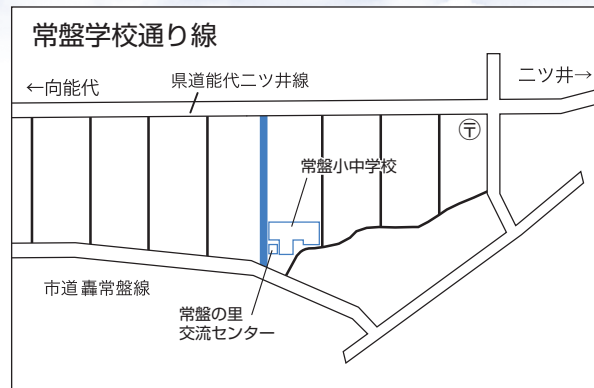 常盤学校通り線
←向能代
県道能代二ツ井線
二ツ井→
〒
常盤小中学校
市道轟常盤線
常盤の里
交流センター